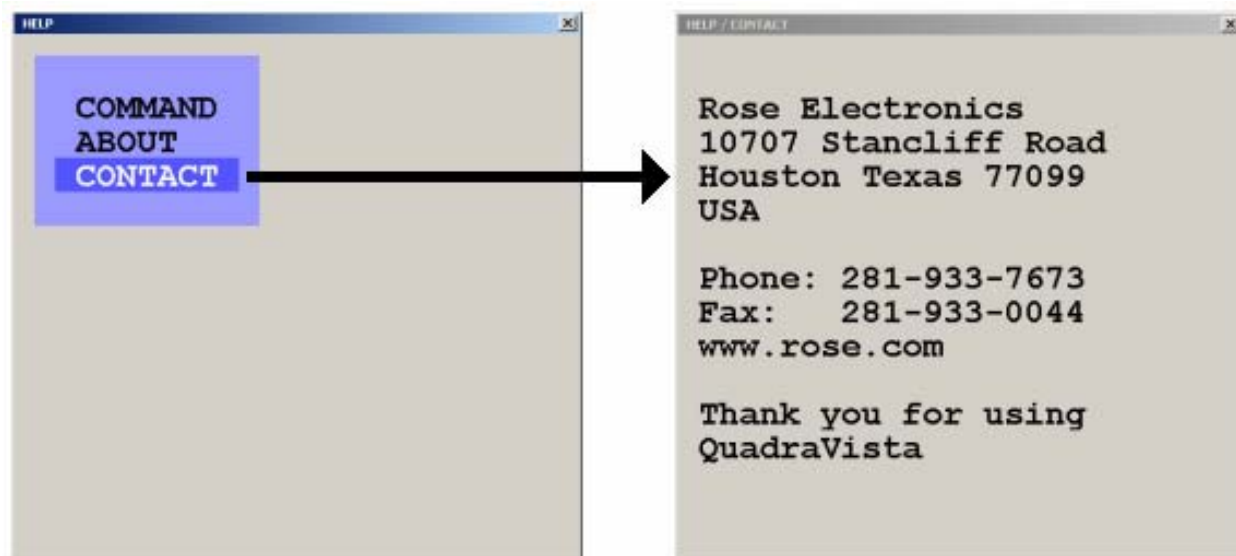 HELP
COMMAND
ABOUT
CONTACT
HELP / CONTACT
Rose Electronics
10707 Stancliff Road
Houston Texas 77099
USA
Phone: 281-933-7673
Fax: 281-933-0044
www.rose.com
Thank you for using
QuadraVista